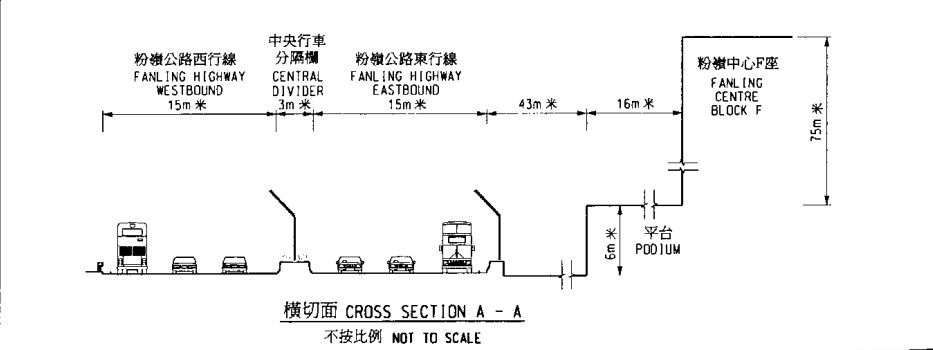 粉嶺公路西行線
FANLING HIGHWAY
WESTBOUND
15m 米
中央行車
分隔欄
CENTRAL
DIVIDER
3m 米
粉嶺公路東行線
FANLING HIGHWAY
EASTBOUND
15m 米
43m 米
16m 米
粉嶺中心F座
FANLING
CENTRE
BLOCK F
75m 米
6m 米
平台
PODIUM
橫切面 CROSS SECTION A - A
不按比例 NOT TO SCALE